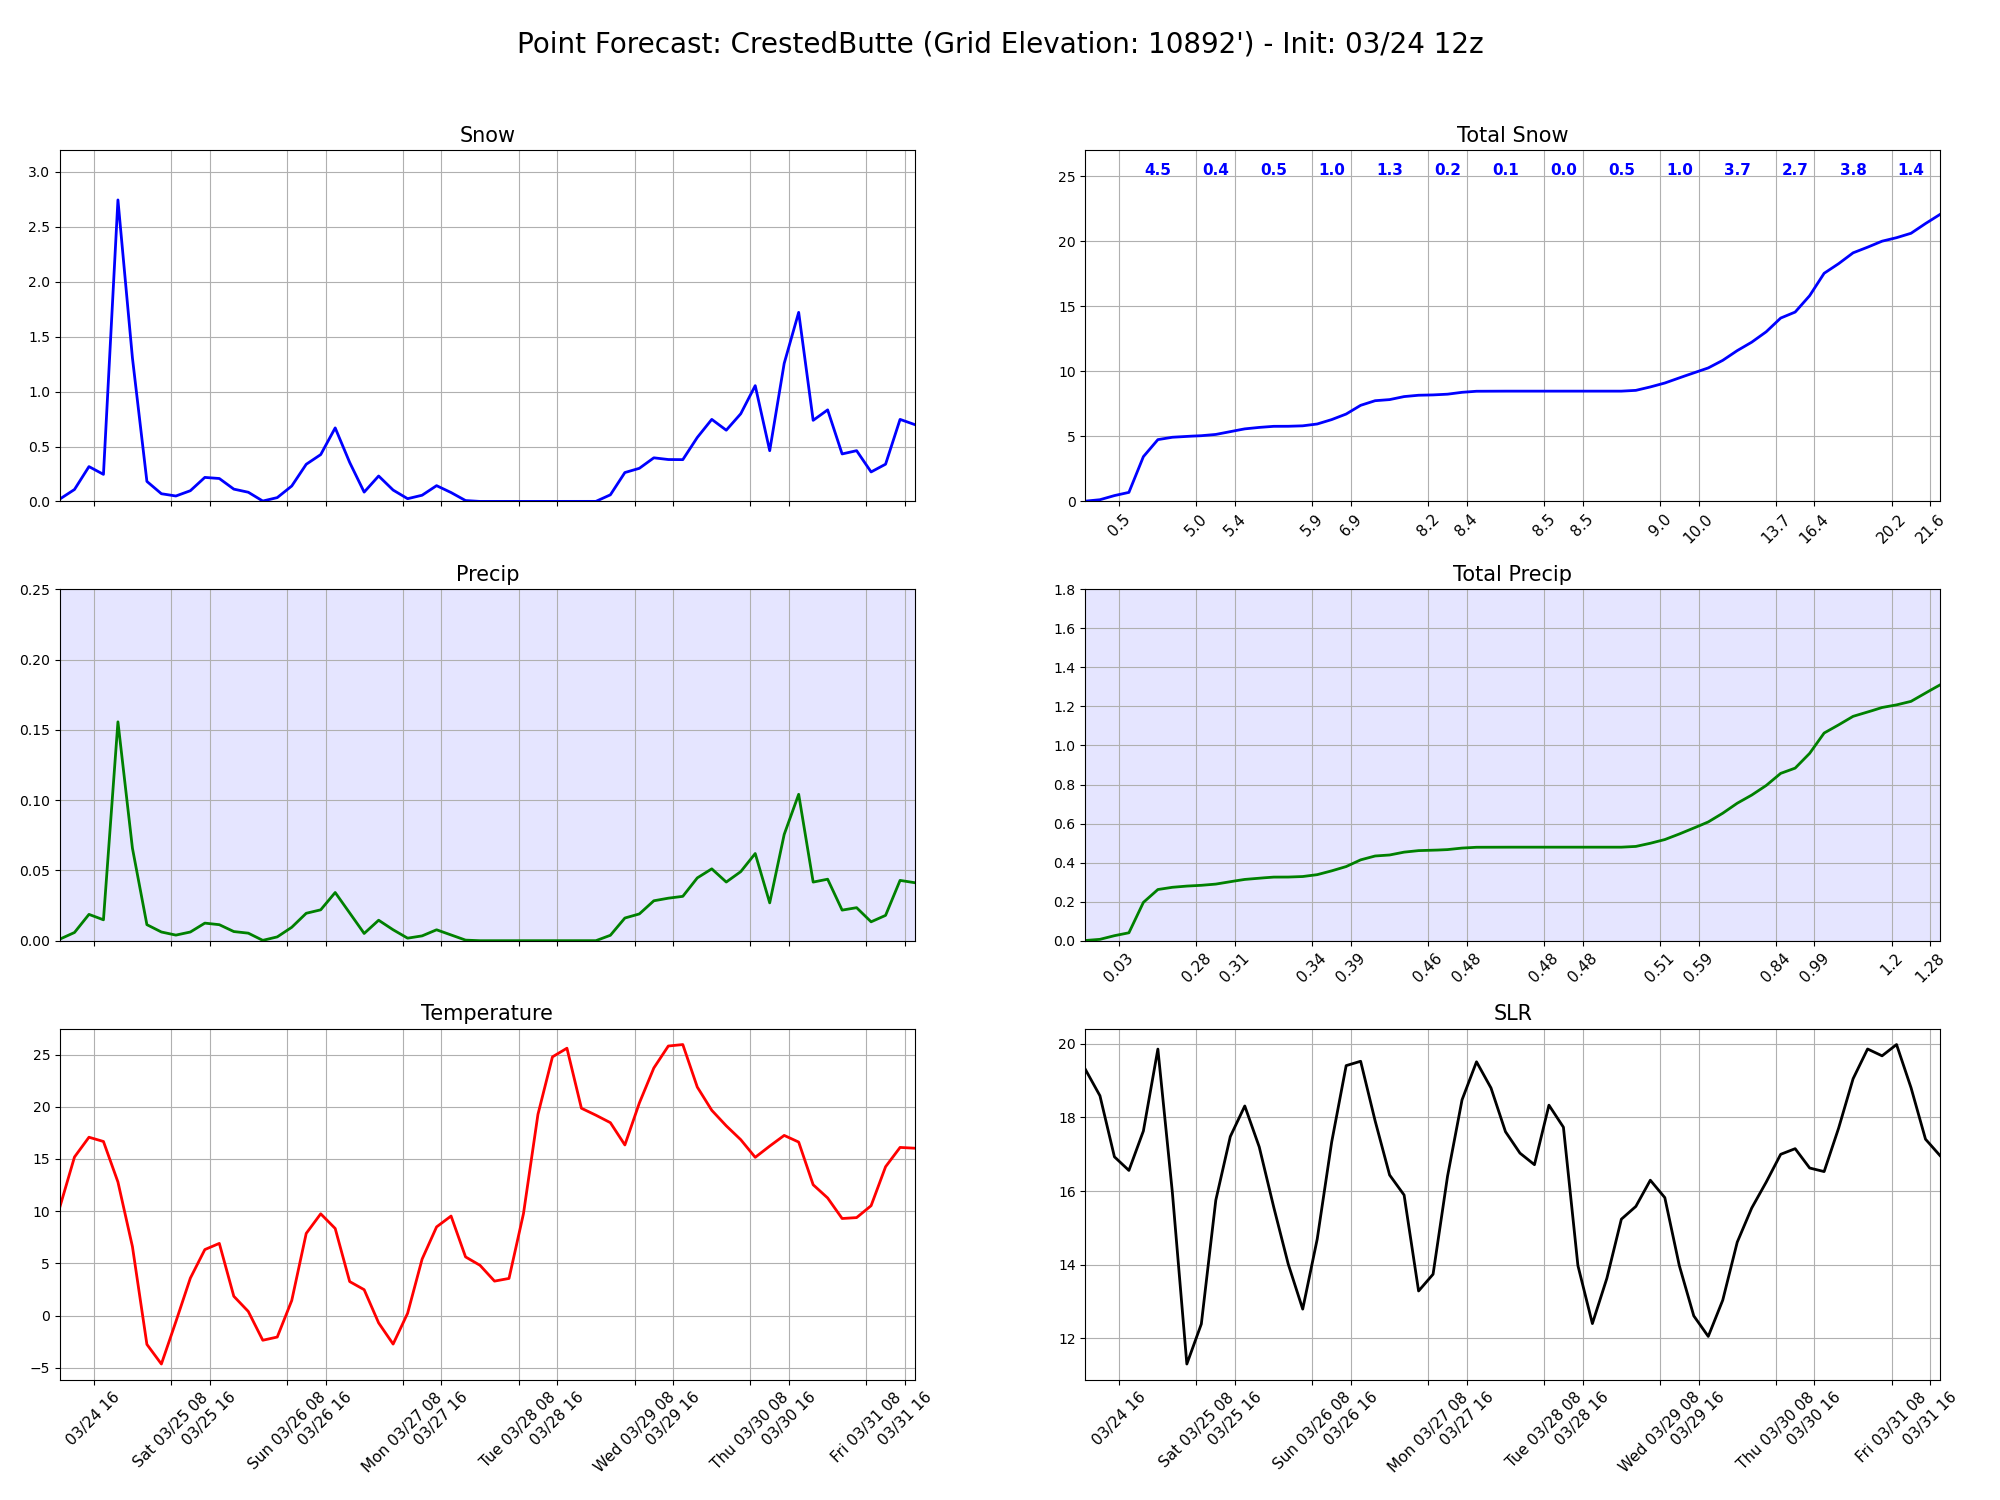 Point Forecast: CrestedButte (Grid Elevation: 10892') - Init: 03/24 12z
Snow
3.0
2.5
2.0
1.5
1.0
0.5
0.0
Total Snow
4.5 0.4 0.5 1.0 1.3 0.2 0.1 0.0 0.5 1.0 3.7 2.7 3.8 1.4
25
20
15
10
5
0
0.5 5.0 5.4 5.9 6.9 8.2 8.4 8.5 8.5 9.0 10.0 13.7 16.4 20.2 21.6
Precip
0.25
0.20
0.15
0.10
0.05
0.00
Total Precip
1.8
1.6
1.4
1.2
1.0
0.8
0.6
0.4
0.2
0.0
0.03 0.28 0.31 0.34 0.39 0.46 0.48 0.48 0.48 0.51 0.59 0.84 0.99 1.2 1.28
Temperature
25
20
15
10
5
0
−5
03/24 16
Sat 03/25 08
03/25 16
Sun 03/26 08
03/26 16
Mon 03/27 08
03/27 16
Tue 03/28 08
03/28 16
Wed 03/29 08
03/29 16
Thu 03/30 08
03/30 16
Fri 03/31 08
03/31 16
SLR
20
18
16
14
12
03/24 16
Sat 03/25 08
03/25 16
Sun 03/26 08
03/26 16
Mon 03/27 08
03/27 16
Tue 03/28 08
03/28 16
Wed 03/29 08
03/29 16
Thu 03/30 08
03/30 16
Fri 03/31 08
03/31 16